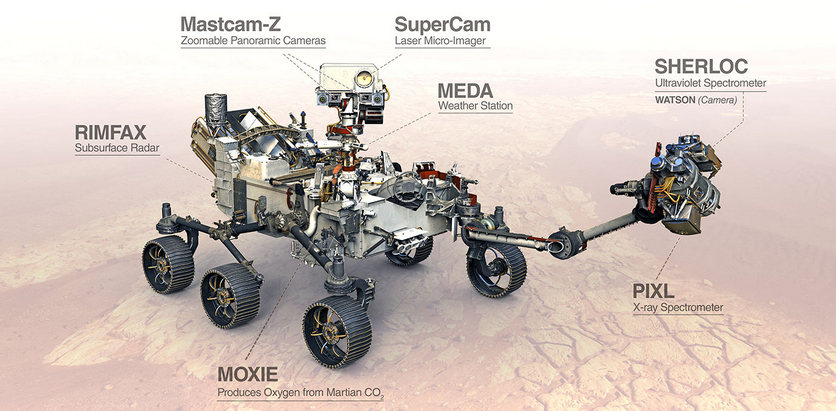 Mastcam-Z
Zoomable Panoramic Cameras
SuperCam
Laser Micro-Imager
MEDA
Weather Station
SHERLOC
Ultraviolet Spectrometer
WATSON (Camera)
RIMFAX
Subsurface Radar
PIXL
X-ray Spectrometer
MOXIE
Produces Oxygen from Martian CO₂